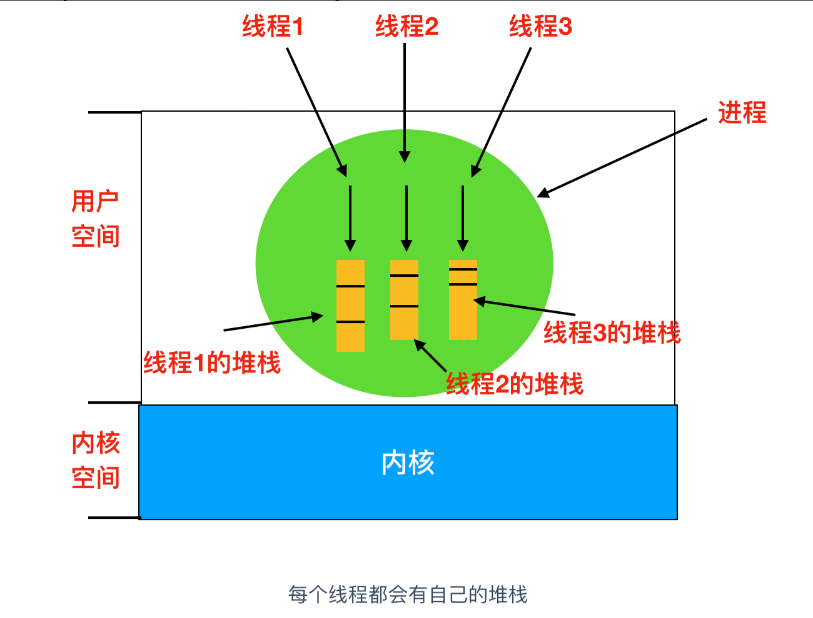 线程1
线程2
线程3
进程
用户
空间
线程1的堆栈
线程2的堆栈
线程3的堆栈
内核
空间
内核
每个线程都会有自己的堆栈